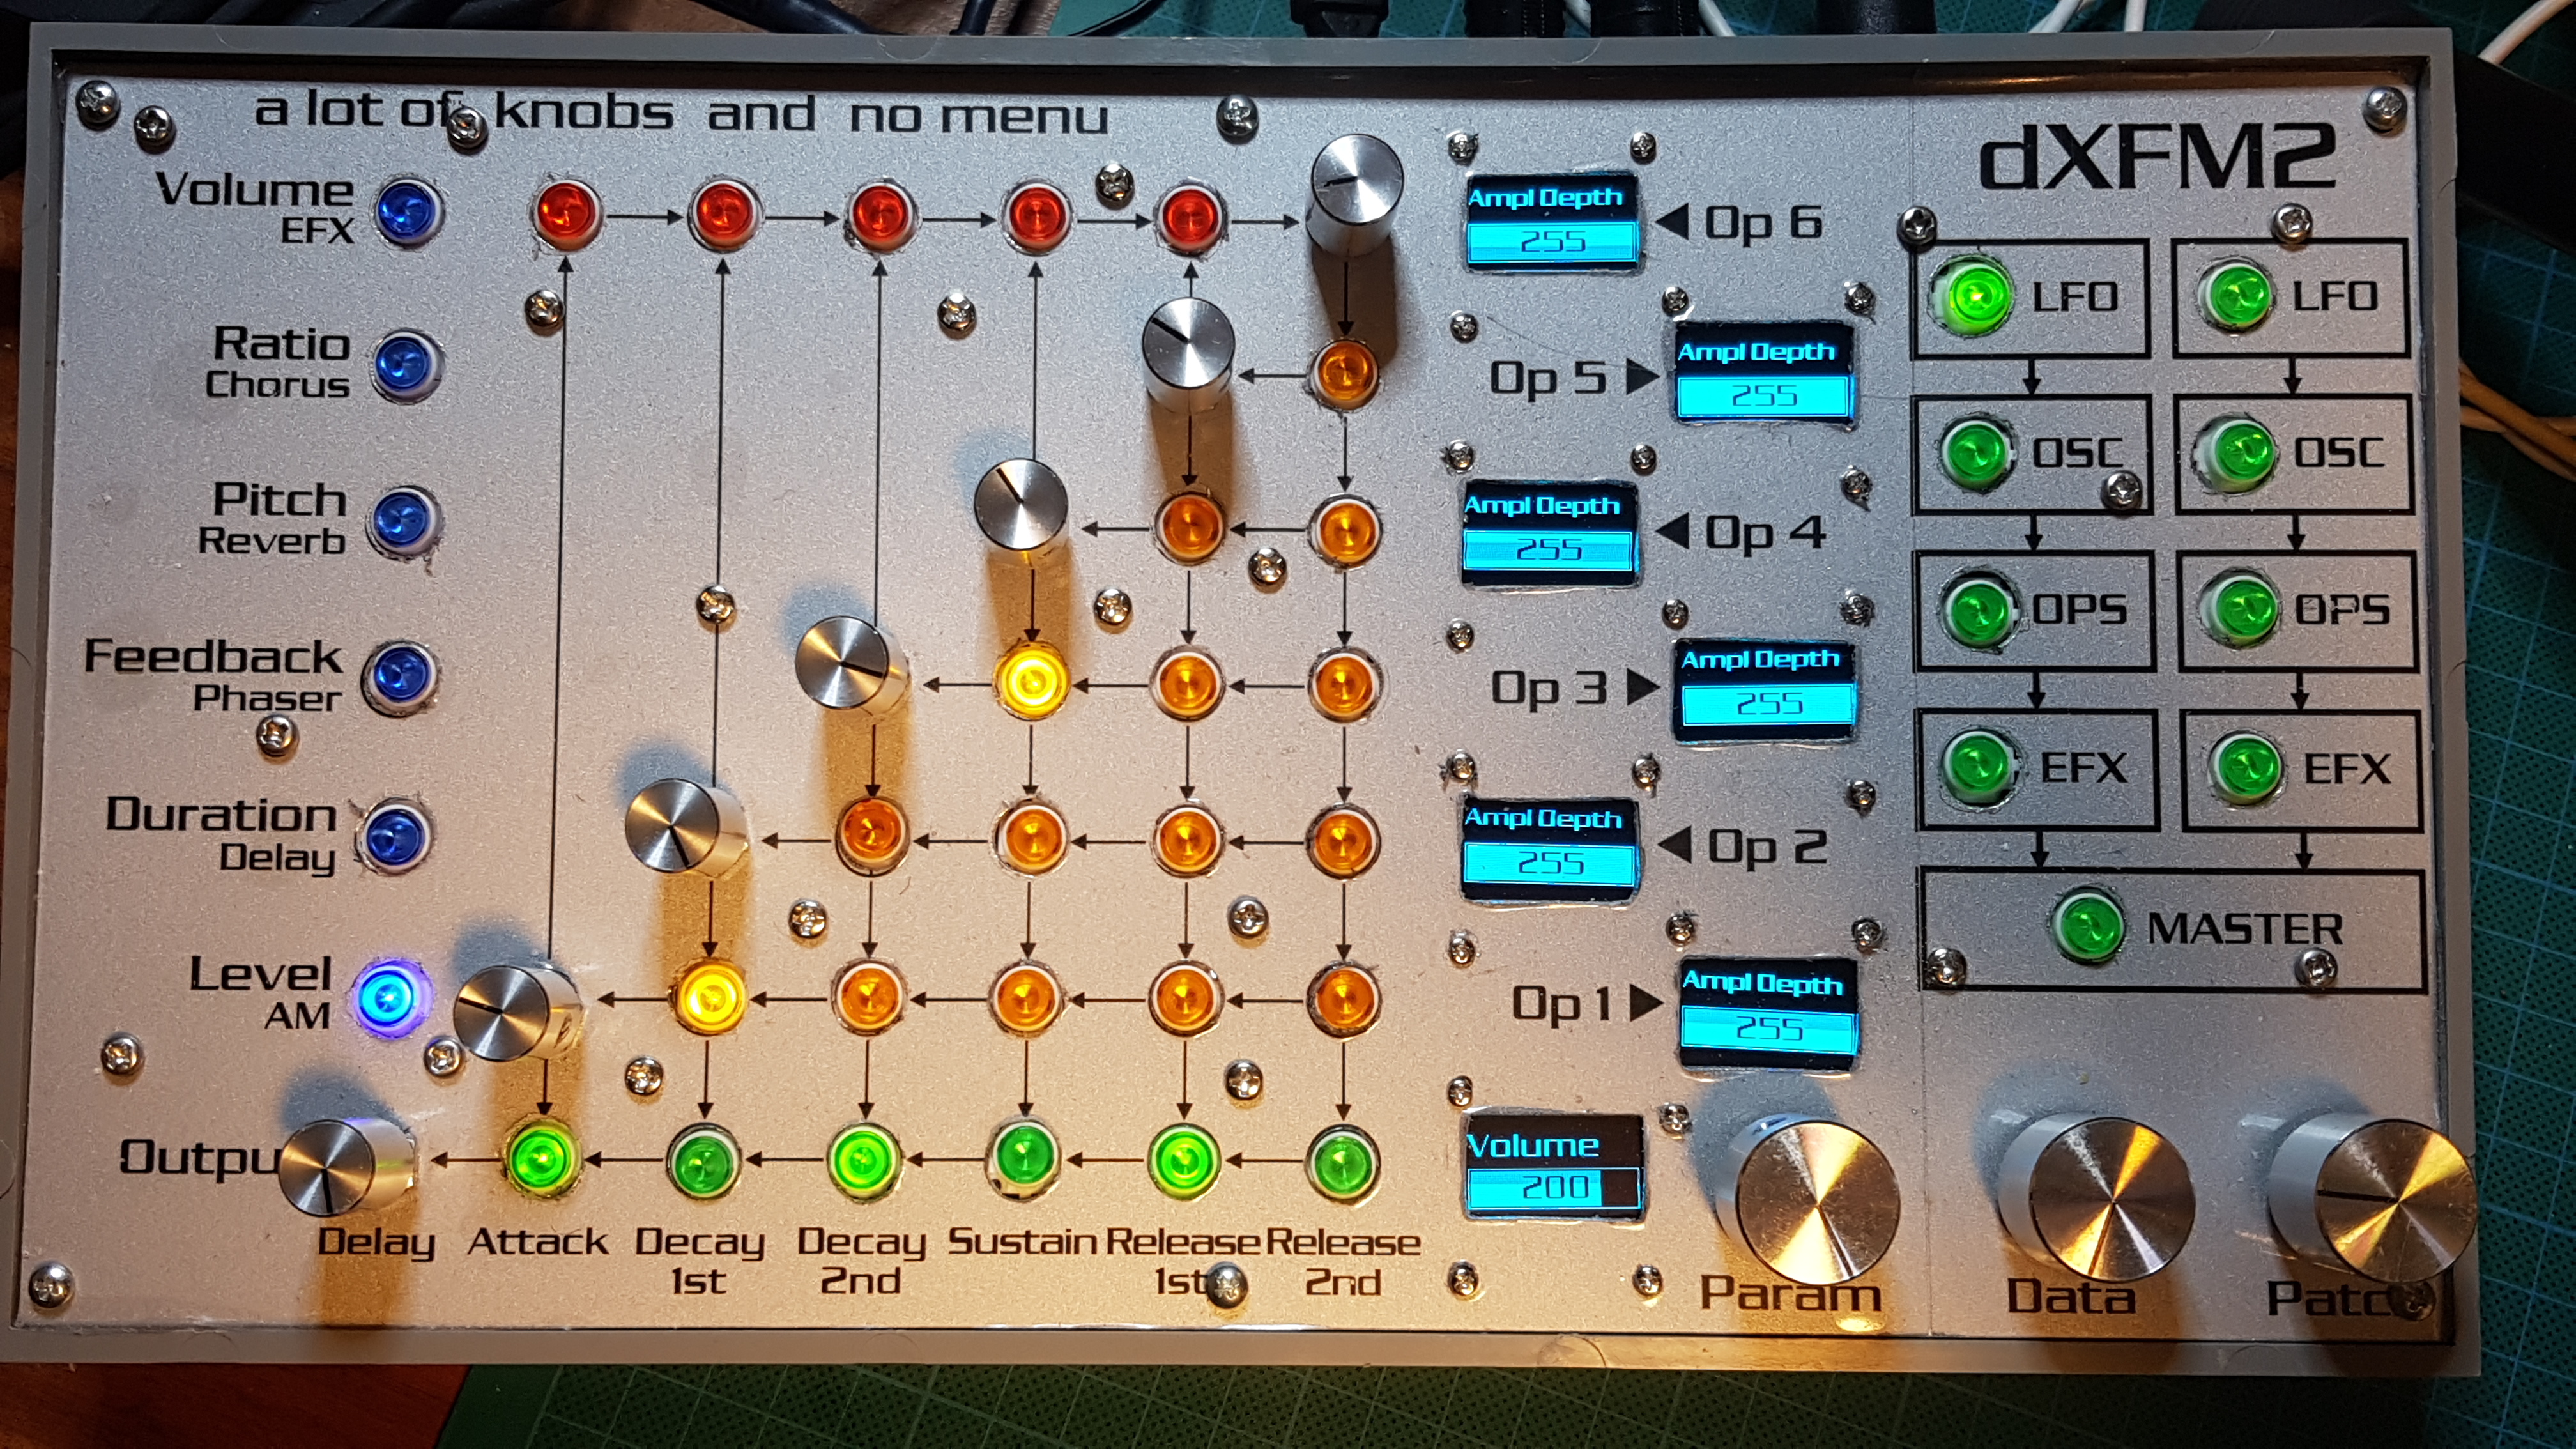 a lot of knobs and no menu
dXFM2
Volume
EFX
Ratio
Chorus
Pitch
Reverb
Feedback
Phaser
Duration
Delay
Level
AM
Output
Delay Attack Decay Decay Sustain Release Release
1st 2nd 1st 2nd
Ampl Depth
255
Op 6
Op 5
Ampl Depth
255
Ampl Depth
255
Op 4
Op 3
Ampl Depth
255
Ampl Depth
255
Op 2
Op 1
Ampl Depth
255
Volume
200
LFO LFO
OSC OSC
OPS OPS
EFX EFX
MASTER
Param Data Patch